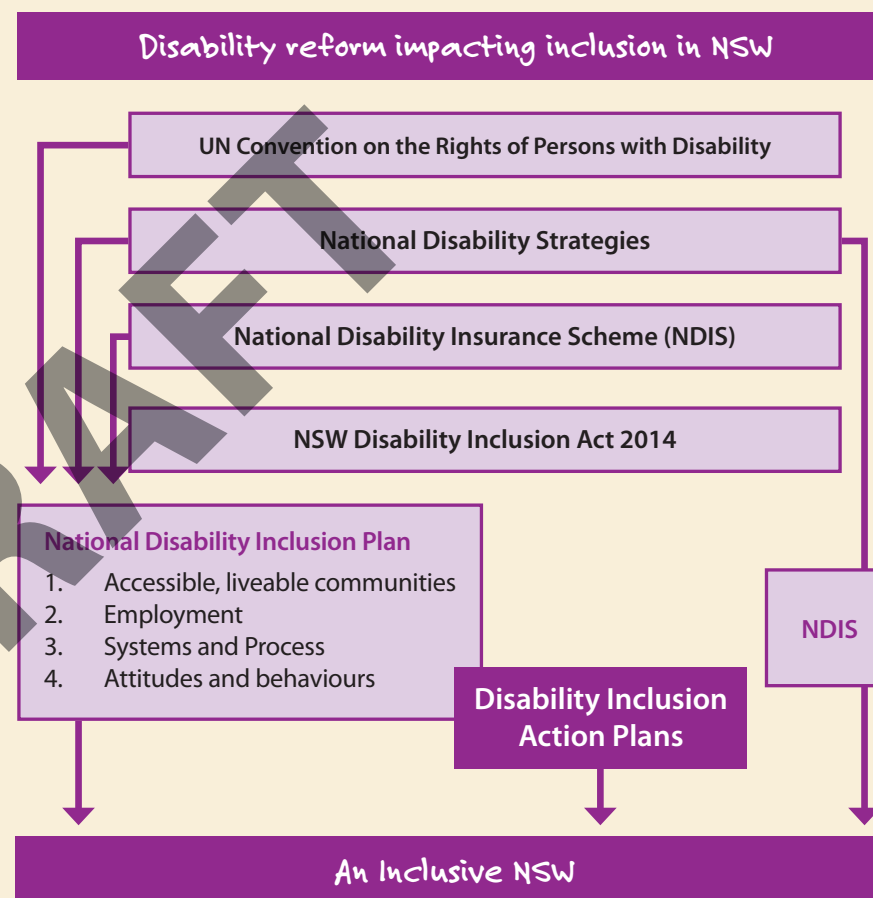 Disability reform impacting inclusion in NSW
UN Convention on the Rights of Persons with Disability
National Disability Strategies
National Disability Insurance Scheme (NDIS)
NSW Disability Inclusion Act 2014
National Disability Inclusion Plan
1. Accessible, liveable communities
2. Employment
3. Systems and Process
4. Attitudes and behaviours
NDIS
Disability Inclusion
Action Plans
An Inclusive NSW
RAFT